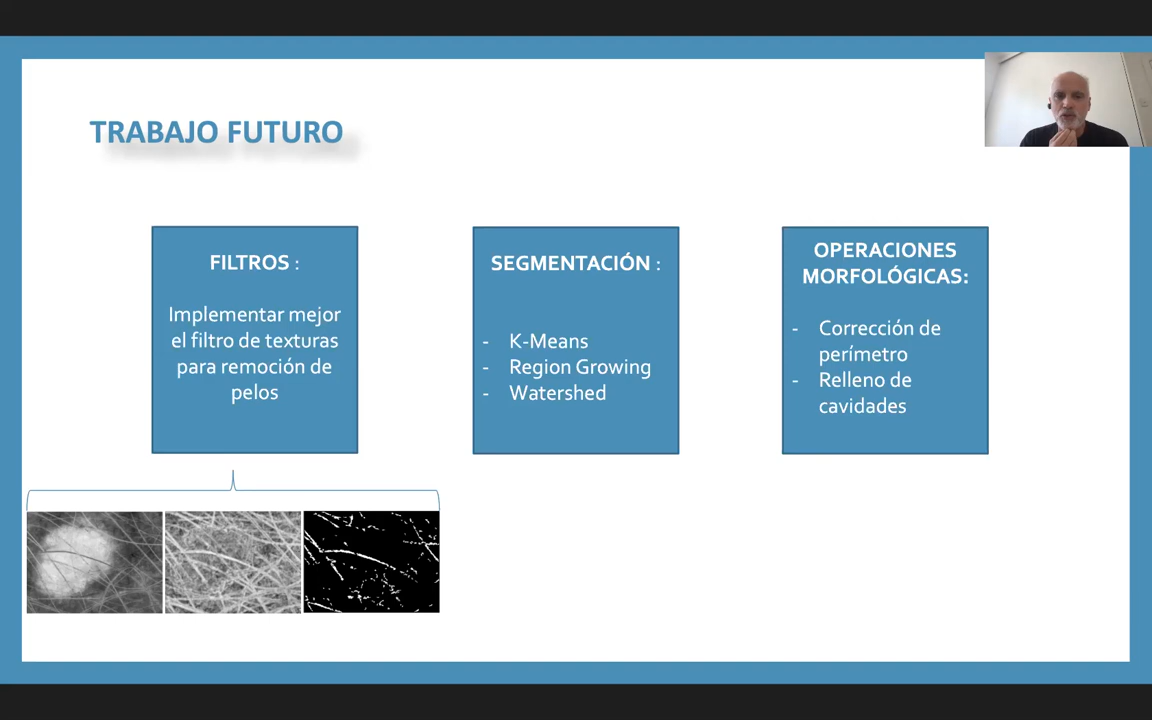 TRABAJO FUTURO
FILTROS :
Implementar mejor
el filtro de texturas
para remoción de
pelos
SEGMENTACIÓN :
- K-Means
- Region Growing
- Watershed
OPERACIONES
MORFOLÓGICAS:
- Corrección de
perímetro
- Relleno de
cavidades